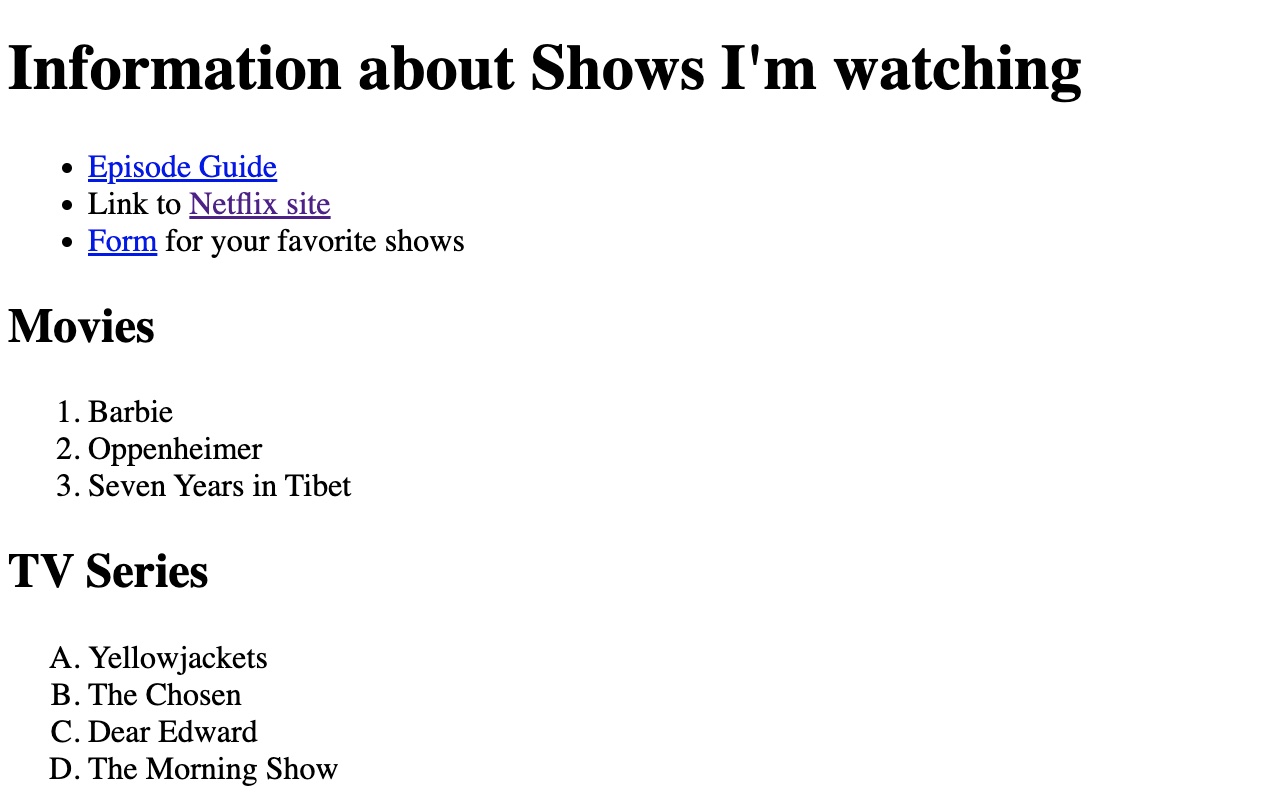 Information about Shows I'm watching
• Episode Guide
• Link to Netflix site
• Form for your favorite shows
Movies
1. Barbie
2. Oppenheimer
3. Seven Years in Tibet
TV Series
A. Yellowjackets
B. The Chosen
C. Dear Edward
D. The Morning Show